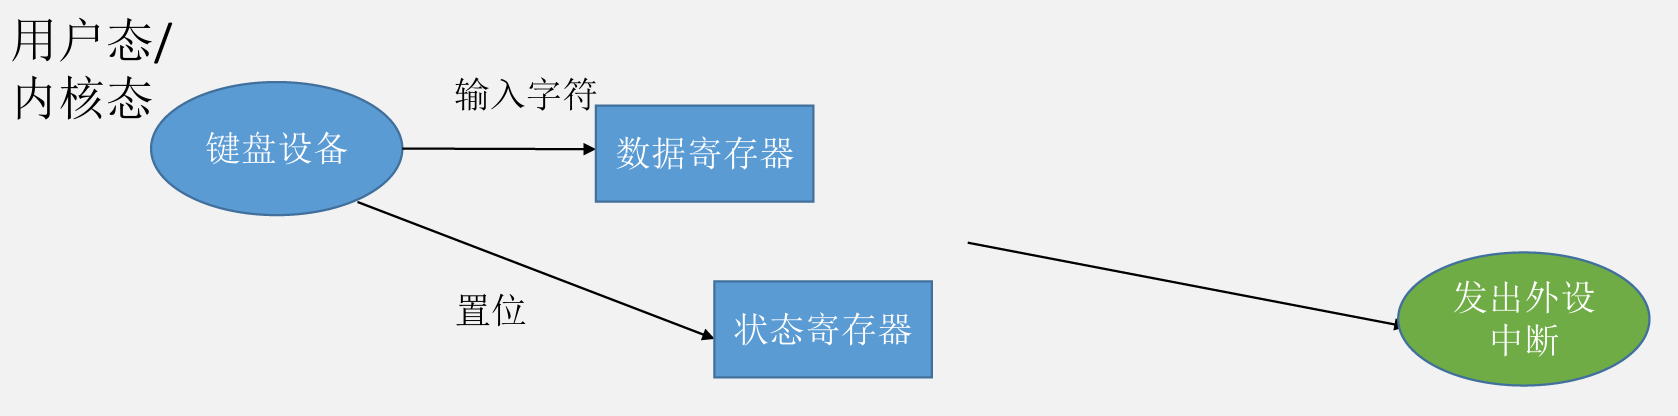 用户态/
内核态
键盘设备
输入字符
数据寄存器
置位
状态寄存器
发出外设
中断